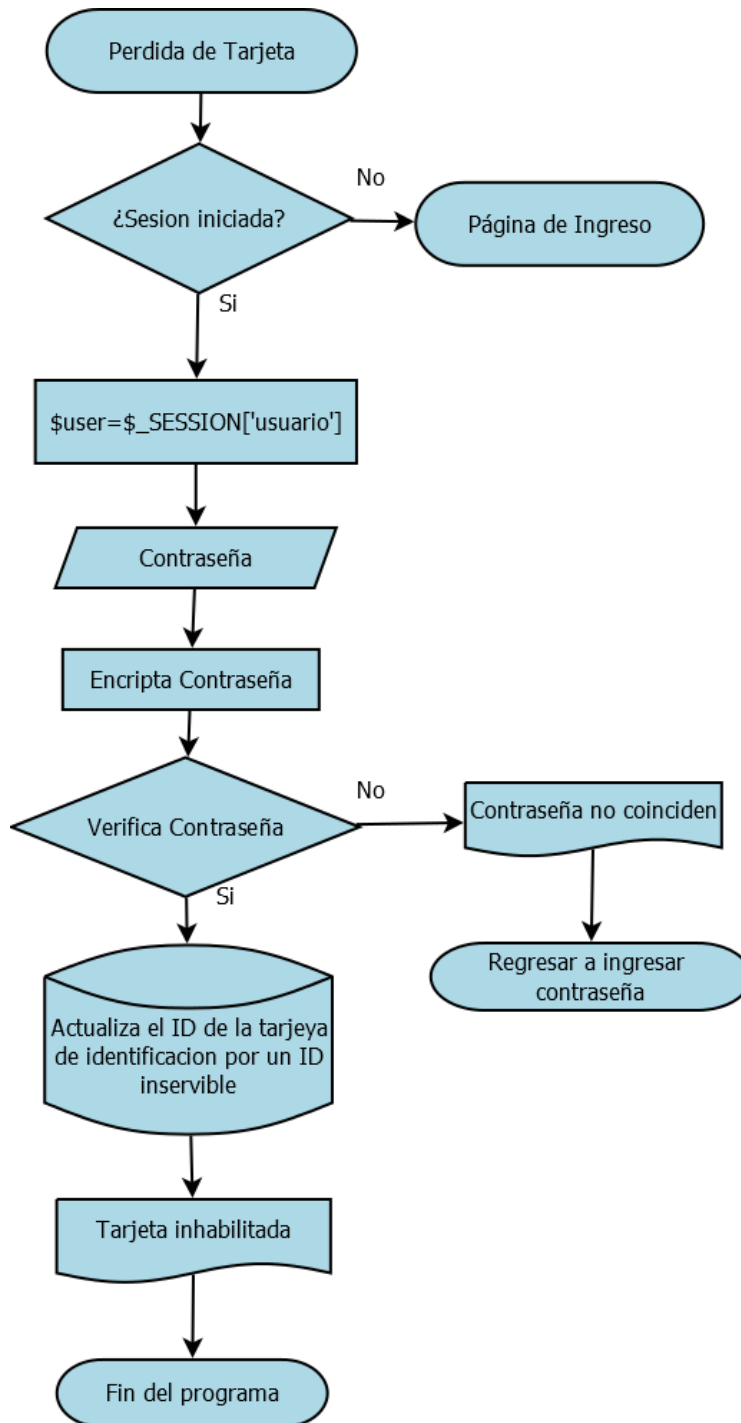 Perdida de Tarjeta
¿Sesion iniciada?
No
Página de Ingreso
Si
$user=$_SESSION['usuario']
Contraseña
Encripta Contraseña
Verifica Contraseña
No
Contraseña no coinciden
Regresar a ingresar
contraseña
Si
Actualiza el ID de la tarjeya
de identificacion por un ID
inservible
Tarjeta inhabilitada
Fin del programa